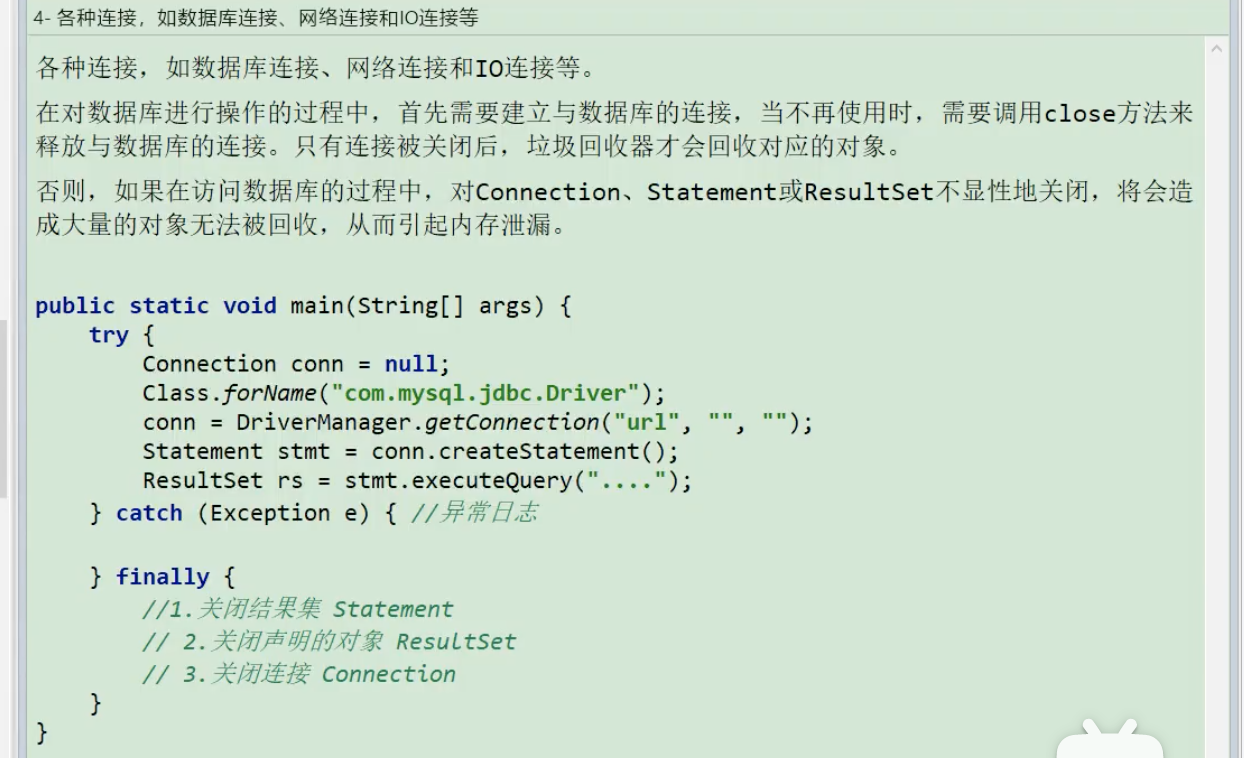 4- 各种连接，如数据库连接、网络连接和IO连接等
各种连接，如数据库连接、网络连接和IO连接等。
在对数据库进行操作的过程中，首先需要建立与数据库的连接，当不再使用时，需要调用close方法来
释放与数据库的连接。只有连接被关闭后，垃圾回收器才会回收对应的对象。
否则，如果在访问数据库的过程中，对Connection、Statement或ResultSet不显性地关闭，将会造
成大量的对象无法被回收，从而引起内存泄漏。
public static void main(String[] args) {
    try {
        Connection conn = null;
        Class.forName("com.mysql.jdbc.Driver");
        conn = DriverManager.getConnection("url", "", "");
        Statement stmt = conn.createStatement();
        ResultSet rs = stmt.executeQuery("....");
    } catch (Exception e) { //异常日志
    } finally {
        //1.关闭结果集 Statement
        // 2.关闭声明的对象 ResultSet
        // 3.关闭连接 Connection
    }
}